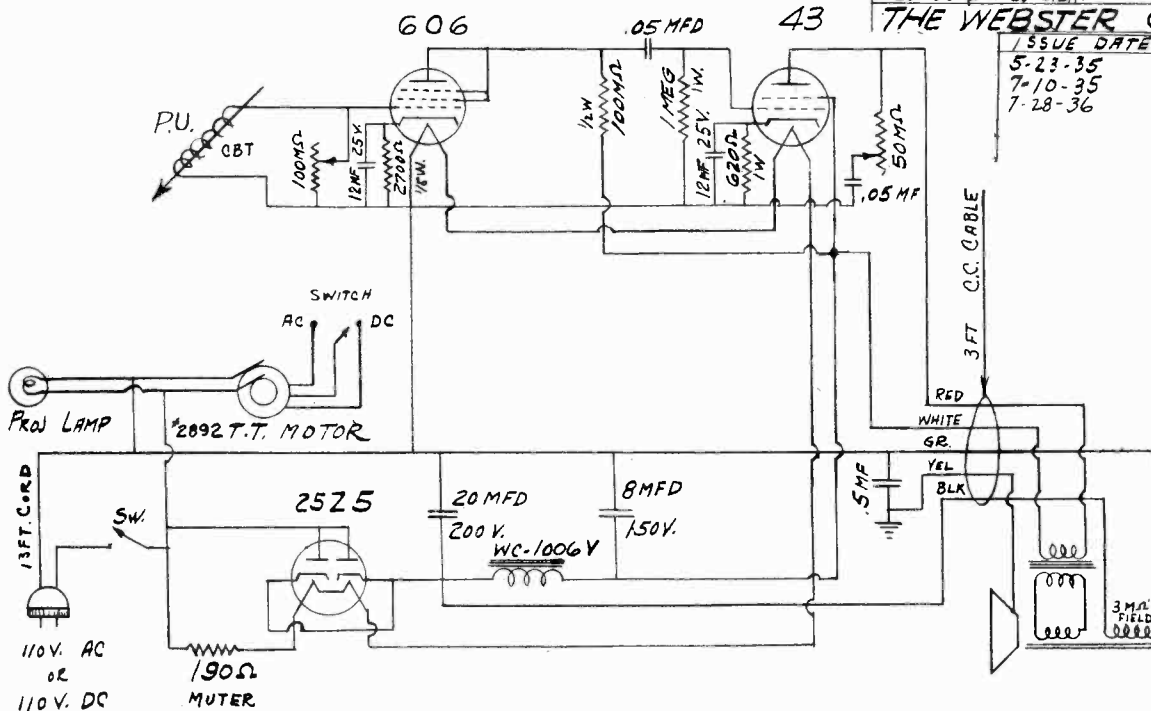 THE WEBSTER
ISSUE DATE
5-23-35
7-10-35
7-28-36
606
.05 MFD
43
P.U.
CBT
100MΩ
12MF 25V.
2700Ω
1/2W
100MΩ
1 MEG
1W.
12MF 25V.
620Ω
1W
50MΩ
.05 MF
3 FT C.C. CABLE
SWITCH
AC
DC
PROJ LAMP
#2892 T.T. MOTOR
RED
WHITE
GR.
YEL
BLK
.5MF
13FT. CORD
SW.
25Z5
20 MFD
200 V.
8MFD
150V.
WC-1006V
3MΩ
FIELD
110V. AC
OR
110V. DC
190Ω
MUTER